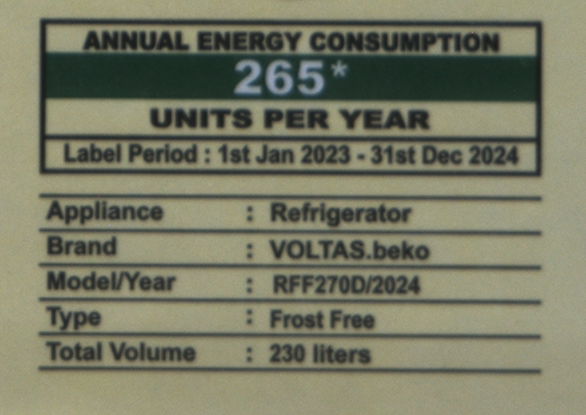 ANNUAL ENERGY CONSUMPTION
265*
UNITS PER YEAR
Label Period : 1st Jan 2023 - 31st Dec 2024
Appliance : Refrigerator
Brand : VOLTAS.beko
Model/Year : RFF270D/2024
Type : Frost Free
Total Volume : 230 liters